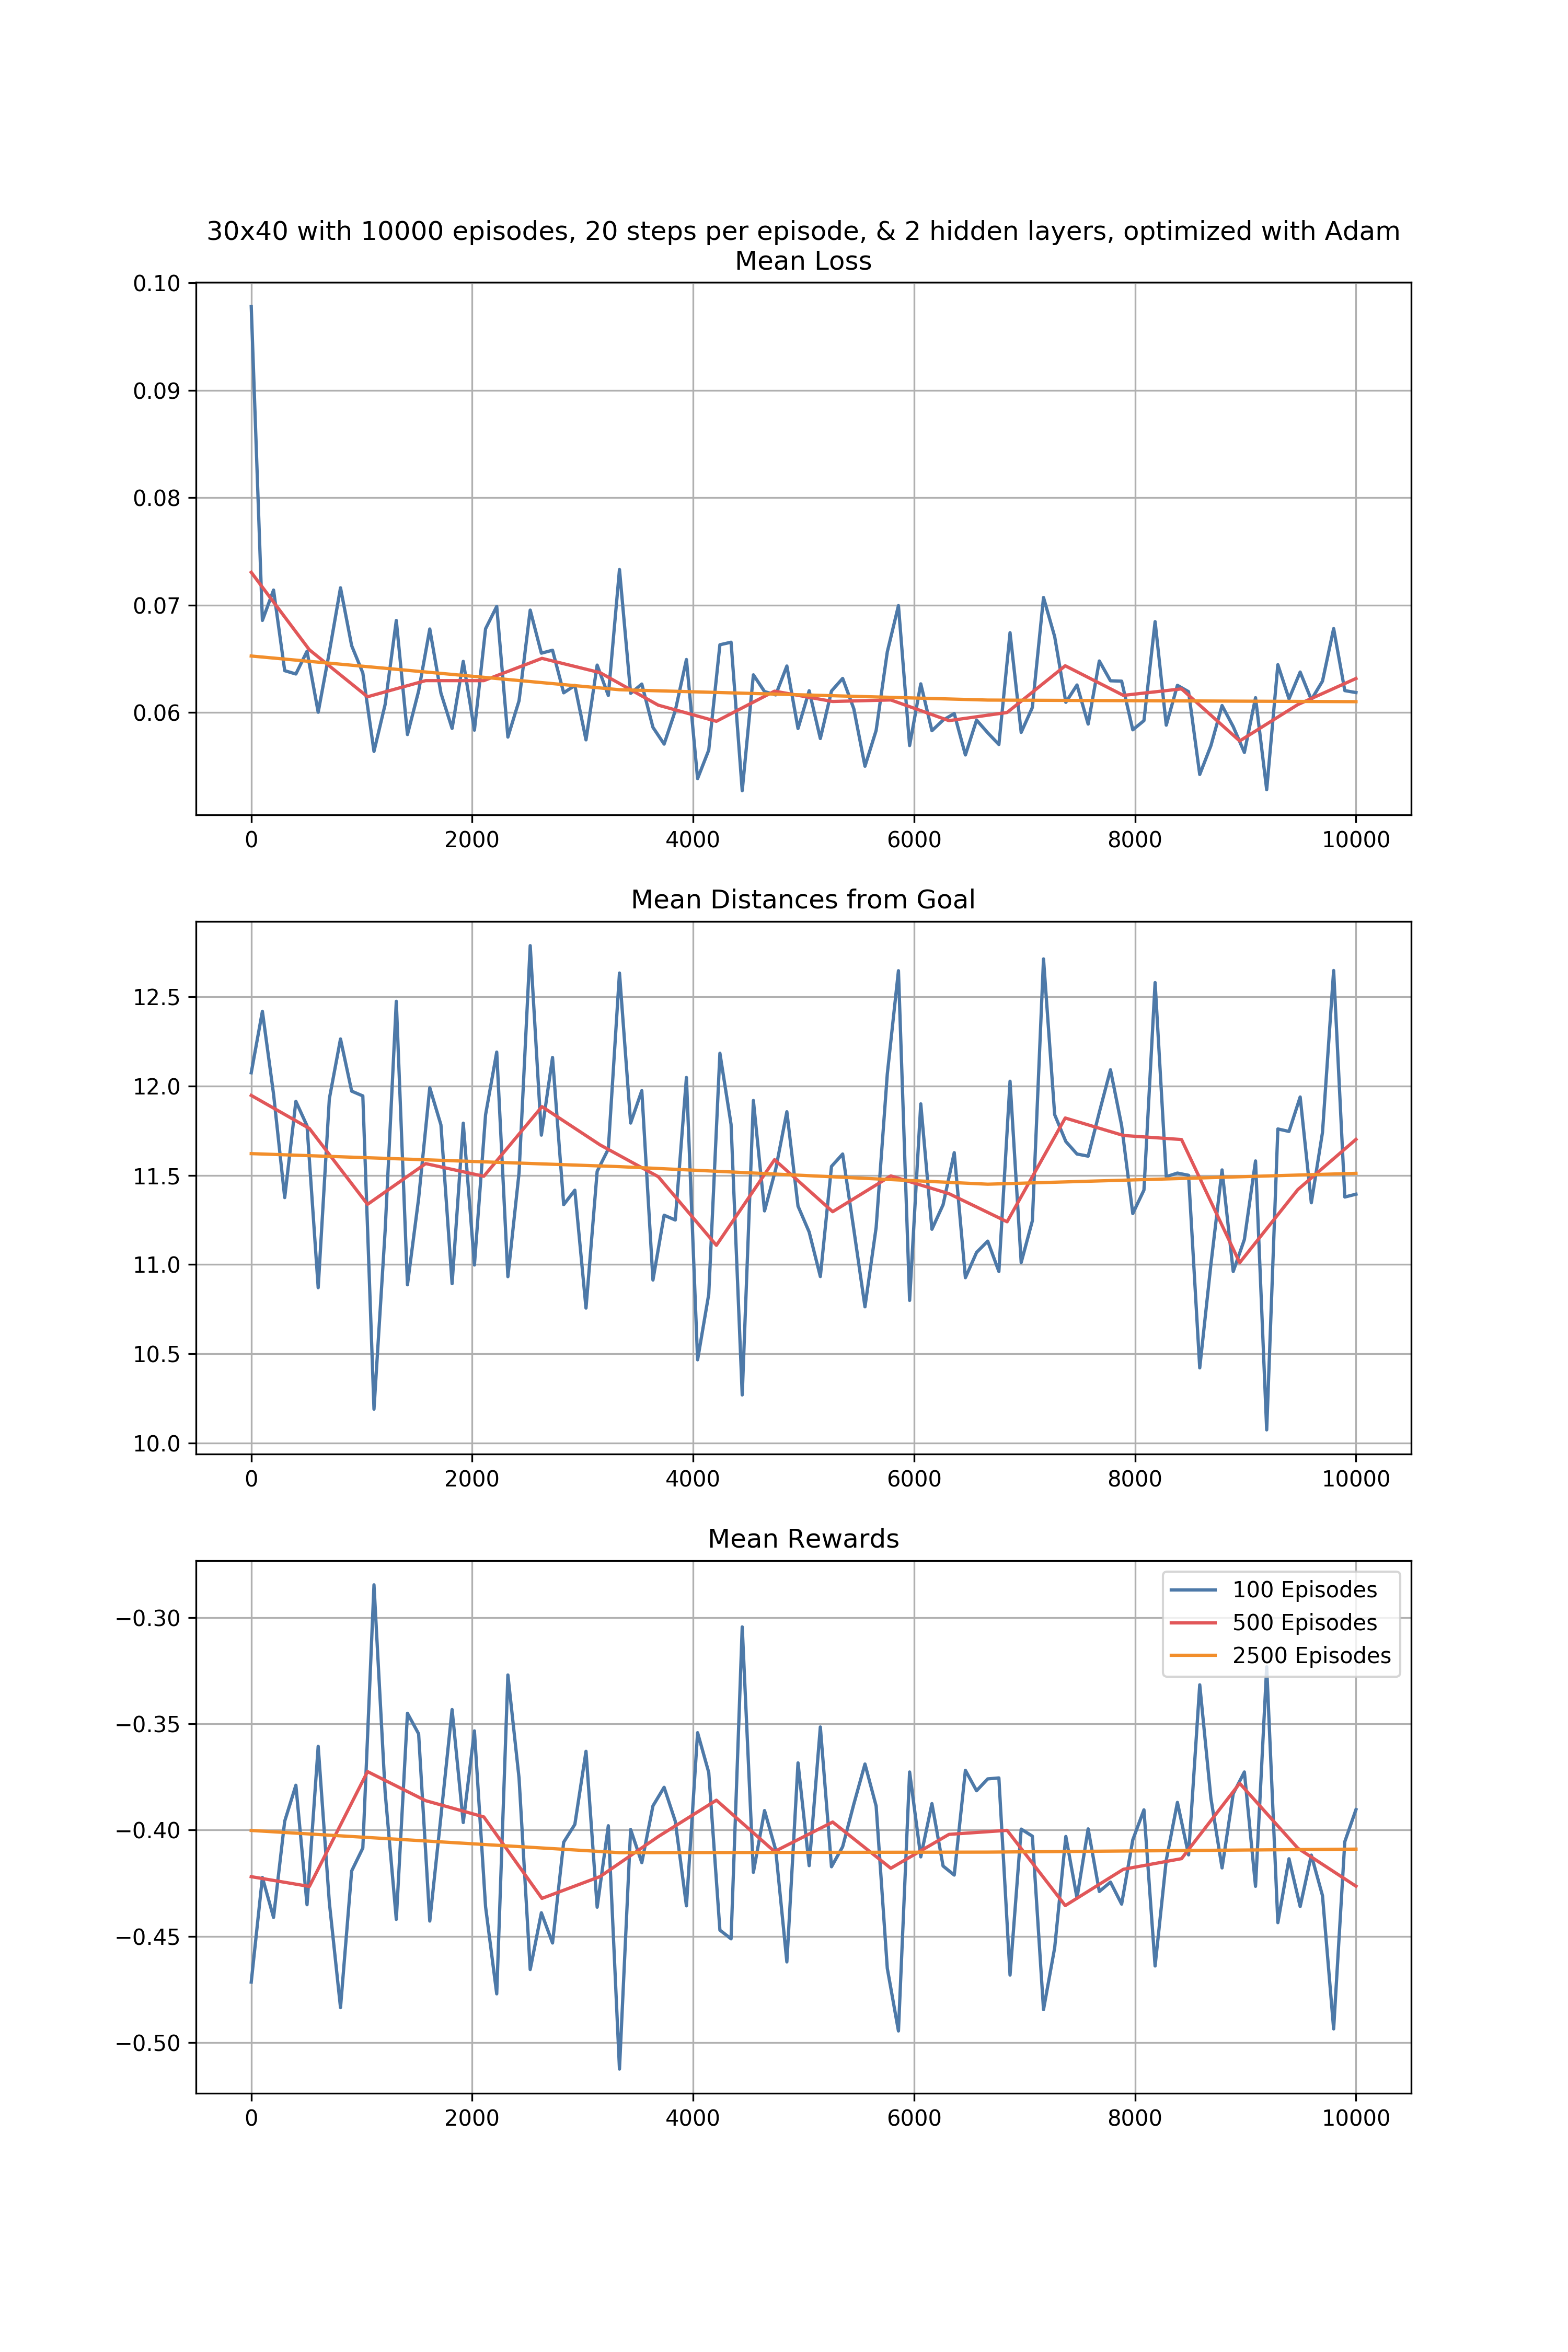 30x40 with 10000 episodes, 20 steps per episode, & 2 hidden layers, optimized with Adam
Mean Loss
0.10
0.09
0.08
0.07
0.06
0 2000 4000 6000 8000 10000
Mean Distances from Goal
12.5
12.0
11.5
11.0
10.5
10.0
0 2000 4000 6000 8000 10000
Mean Rewards
100 Episodes
500 Episodes
2500 Episodes
−0.30
−0.35
−0.40
−0.45
−0.50
0 2000 4000 6000 8000 10000